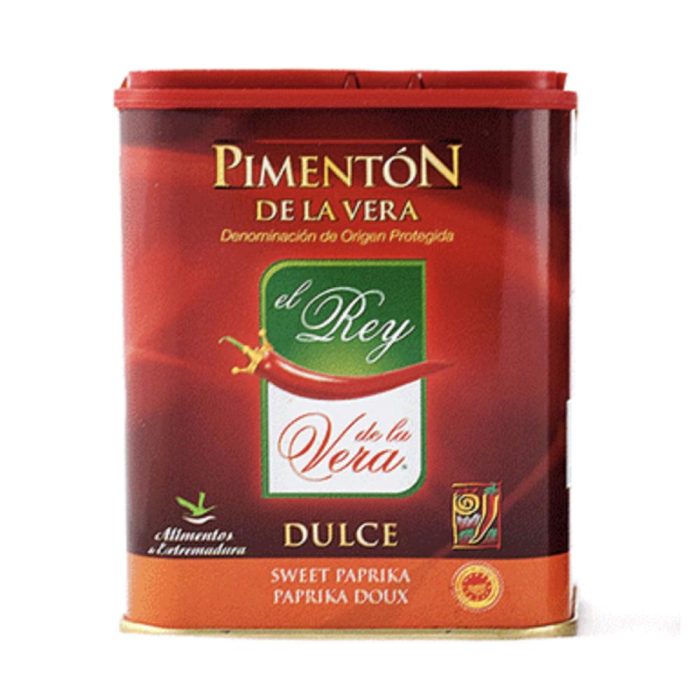 PIMENTÓN
DE LA VERA
Denominación de Origen Protegida
el Rey
de la
Vera
DULCE
Alimentos
de Extremadura
SWEET PAPRIKA
PAPRIKA DOUX